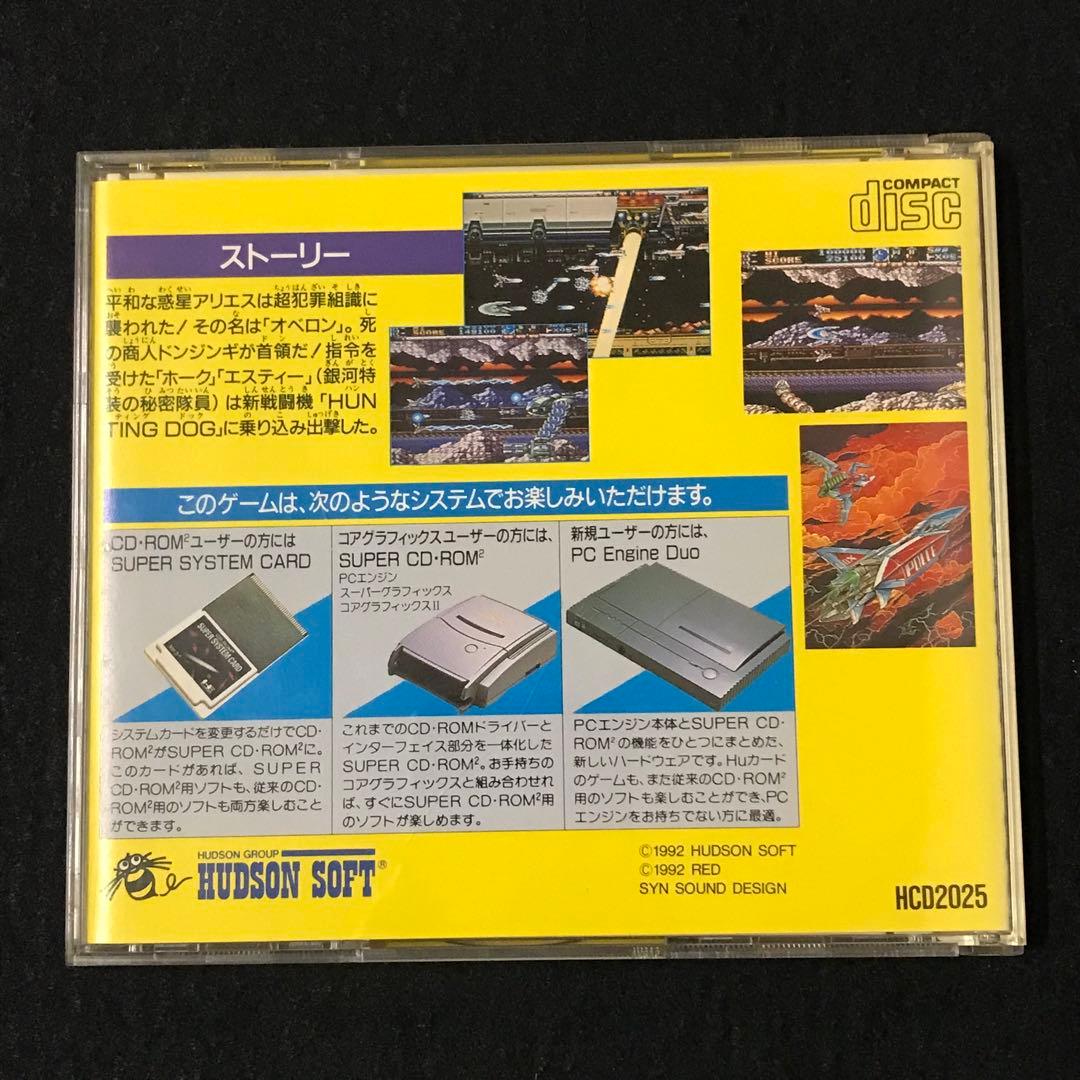 COMPACT
disc
ストーリー
平和な惑星アリエスは超犯罪組識に
襲われた!その名は「オベロン」。死
の商人ドンジンギが首領だ!指令を
受けた「ホーク」「エスティー」(銀河特
装の秘密隊員)は新戦闘機「HUN
TING DOG」に乗り込み出撃した。
HI 100000
SCORE 25100
SCORE
このゲームは、次のようなシステムでお楽しみいただけます。
CD・ROM²ユーザーの方には
SUPER SYSTEM CARD
SUPER SYSTEM CARD
システムカードを変更するだけでCD・
ROM²がSUPER CD・ROM²に。
このカードがあれば、SUPER
CD・ROM²用ソフトも、従来のCD・
ROM²用のソフトも両方楽しむこと
ができます。
コアグラフィックスユーザーの方には、
SUPER CD・ROM²
PCエンジン
スーパーグラフィックス
コアグラフィックスII
これまでのCD・ROMドライバーと
インターフェイス部分を一体化した
SUPER CD・ROM²。お手持ちの
コアグラフィックスと組み合わせれ
ば、すぐにSUPER CD・ROM²用
のソフトが楽しめます。
新規ユーザーの方には、
PC Engine Duo
PCエンジン本体とSUPER CD・
ROM²の機能をひとつにまとめた、
新しいハードウェアです。Huカード
のゲームも、また従来のCD・ROM²
用のソフトも楽しむことができ、PC
エンジンをお持ちでない方に最適。
HUDSON GROUP
HUDSON SOFT®
©1992 HUDSON SOFT
©1992 RED
SYN SOUND DESIGN
HCD2025